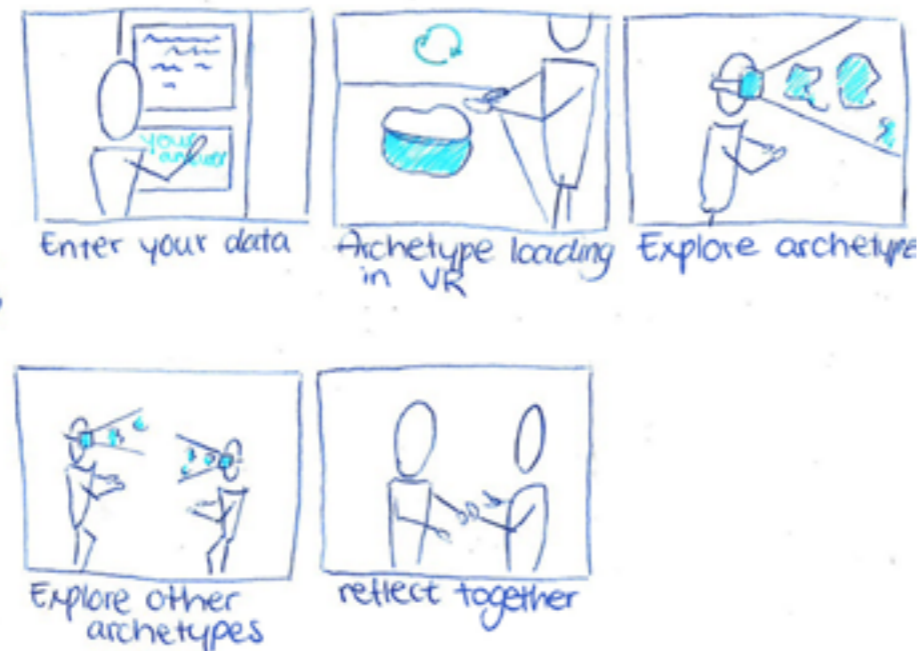 your
answer
Enter your data
Archetype loading
in VR
Explore archetype
Explore other
archetypes
reflect together